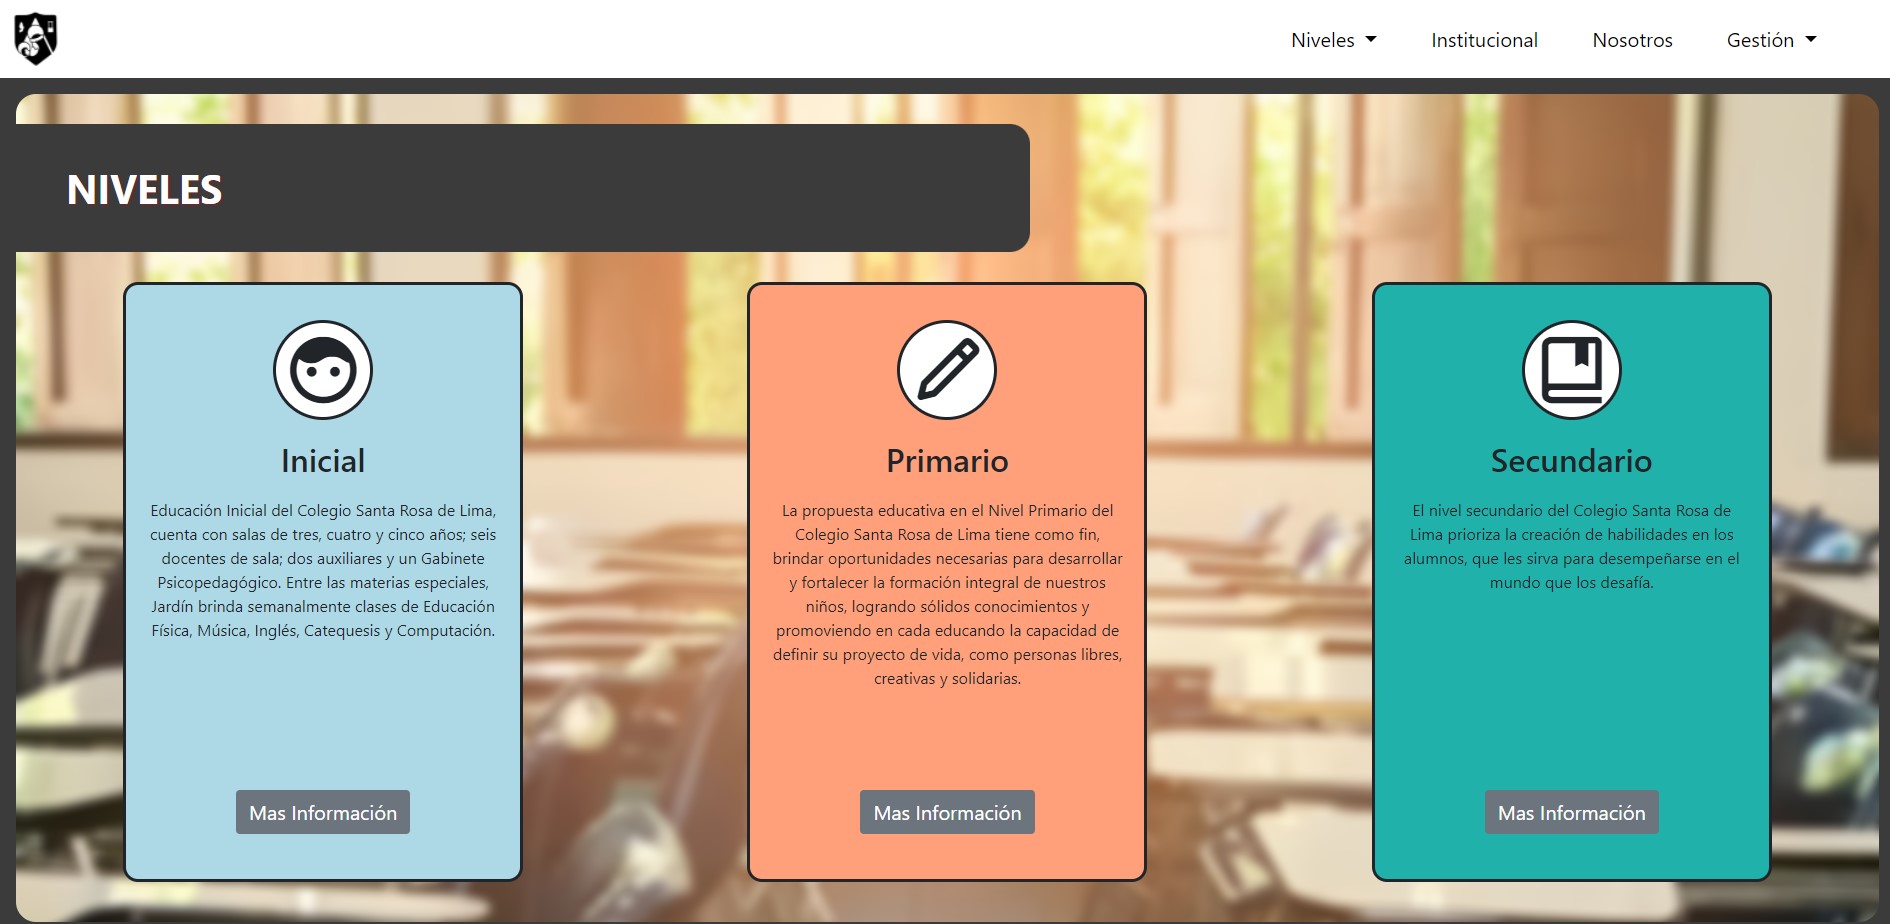 Niveles
Institucional
Nosotros
Gestión
NIVELES
Inicial
Educación Inicial del Colegio Santa Rosa de Lima,
cuenta con salas de tres, cuatro y cinco años; seis
docentes de sala; dos auxiliares y un Gabinete
Psicopedagógico. Entre las materias especiales,
Jardín brinda semanalmente clases de Educación
Física, Música, Inglés, Catequesis y Computación.
Mas Información
Primario
La propuesta educativa en el Nivel Primario del
Colegio Santa Rosa de Lima tiene como fin,
brindar oportunidades necesarias para desarrollar
y fortalecer la formación integral de nuestros
niños, logrando sólidos conocimientos y
promoviendo en cada educando la capacidad de
definir su proyecto de vida, como personas libres,
creativas y solidarias.
Mas Información
Secundario
El nivel secundario del Colegio Santa Rosa de
Lima prioriza la creación de habilidades en los
alumnos, que les sirva para desempeñarse en el
mundo que los desafía.
Mas Información